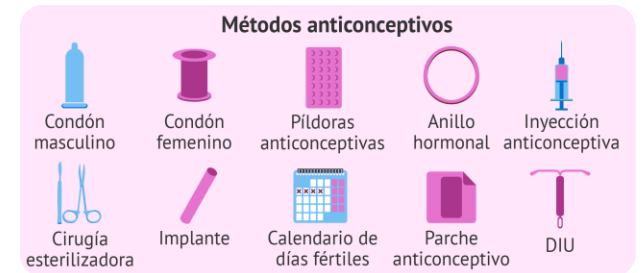 Métodos anticonceptivos
Condón
masculino
Condón
femenino
Píldoras
anticonceptivas
Anillo
hormonal
Inyección
anticonceptiva
Cirugía
esterilizadora
Implante
Calendario de
días fértiles
Parche
anticonceptivo
DIU